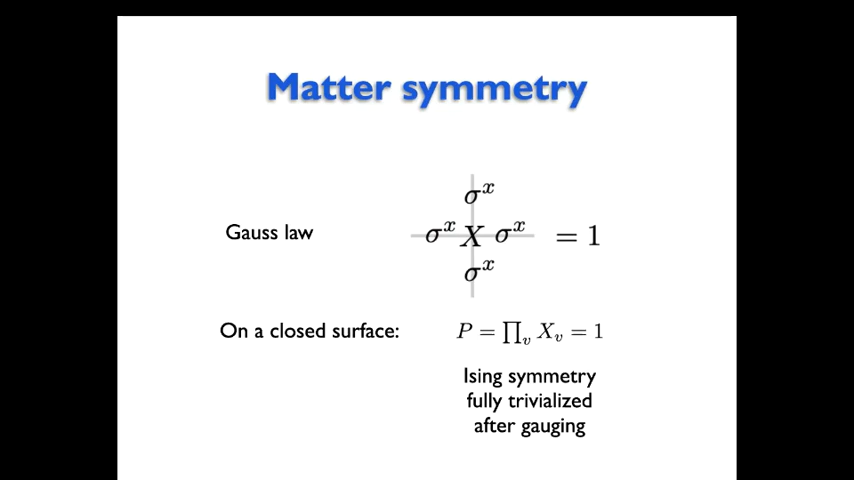 Matter symmetry
σ^x
Gauss law σ^x X σ^x = 1
σ^x
On a closed surface: P = ∏_v X_v = 1
Ising symmetry
fully trivialized
after gauging